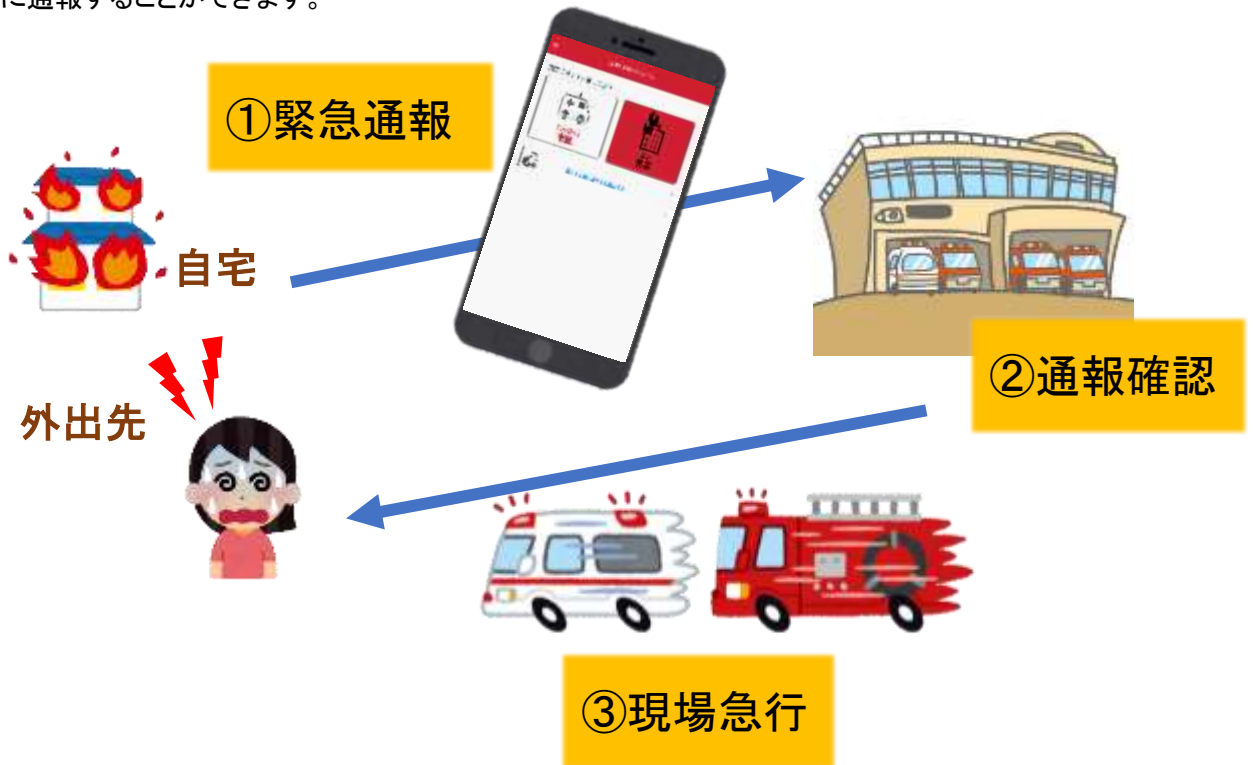 に通報することができます。
①緊急通報
自宅
②通報確認
外出先
③現場急行